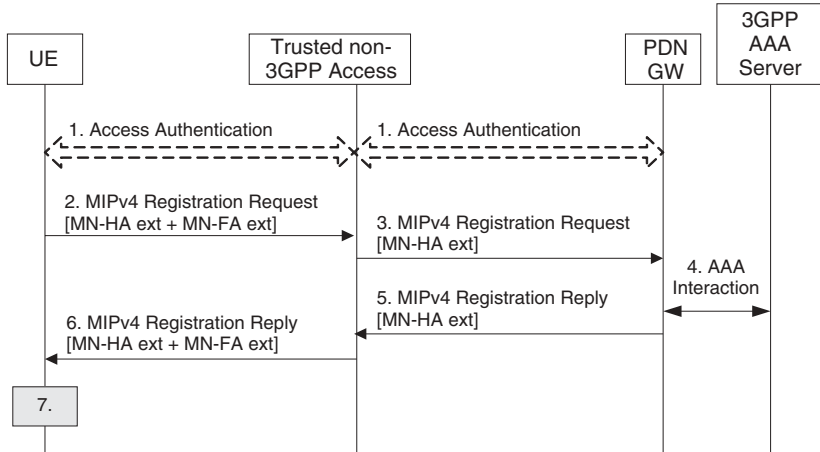 UE
Trusted non-
3GPP Access
PDN
GW
3GPP
AAA
Server
1. Access Authentication
1. Access Authentication
2. MIPv4 Registration Request
[MN-HA ext + MN-FA ext]
3. MIPv4 Registration Request
[MN-HA ext]
4. AAA
Interaction
5. MIPv4 Registration Reply
[MN-HA ext]
6. MIPv4 Registration Reply
[MN-HA ext + MN-FA ext]
7.